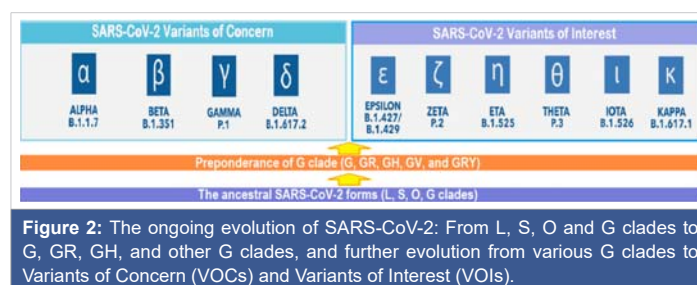 SARS-CoV-2 Variants of Concern
SARS-CoV-2 Variants of Interest
α β γ δ ε ζ η θ ι κ
ALPHA
B.1.1.7
BETA
B.1.351
GAMMA
P.1
DELTA
B.1.617.2
EPSILON
B.1.427/
B.1.429
ZETA
P.2
ETA
B.1.525
THETA
P.3
IOTA
B.1.526
KAPPA
B.1.617.1
Preponderance of G clade (G, GR, GH, GV, and GRY)
The ancestral SARS-CoV-2 forms (L, S, O, G clades)
Figure 2: The ongoing evolution of SARS-CoV-2: From L, S, O and G clades to
G, GR, GH, and other G clades, and further evolution from various G clades to
Variants of Concern (VOCs) and Variants of Interest (VOIs).